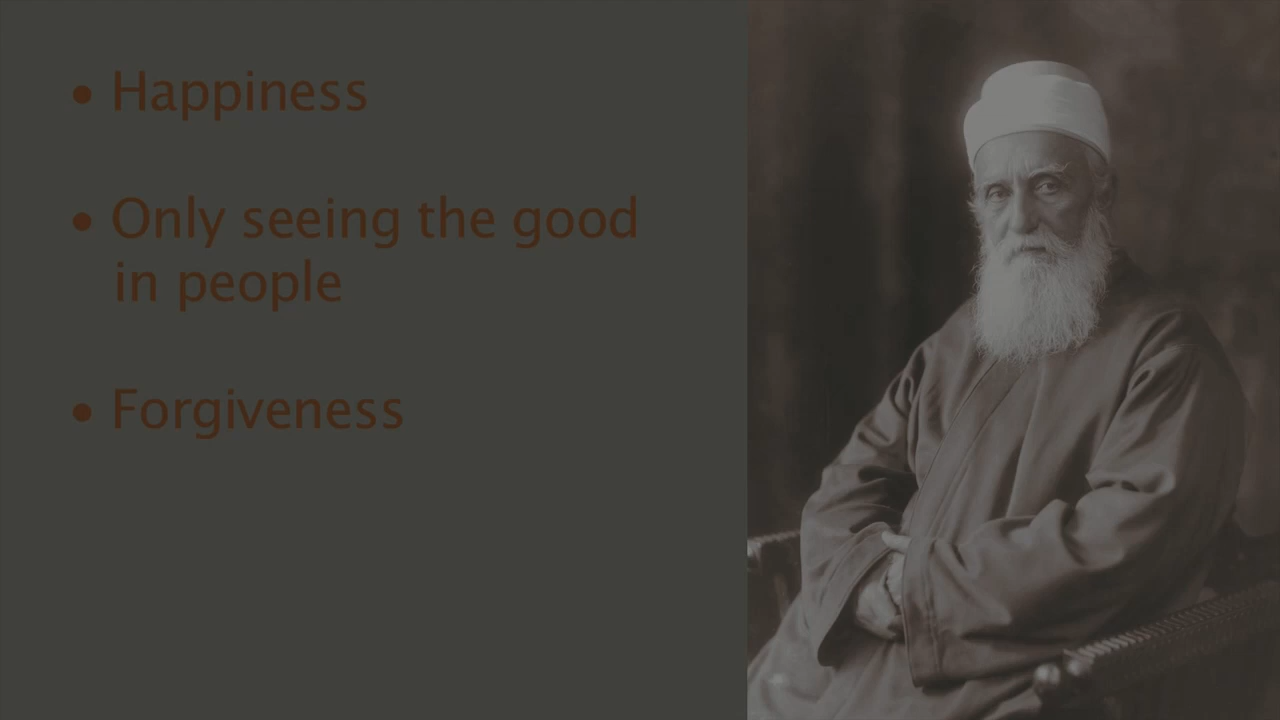 • Happiness
• Only seeing the good
in people
• Forgiveness